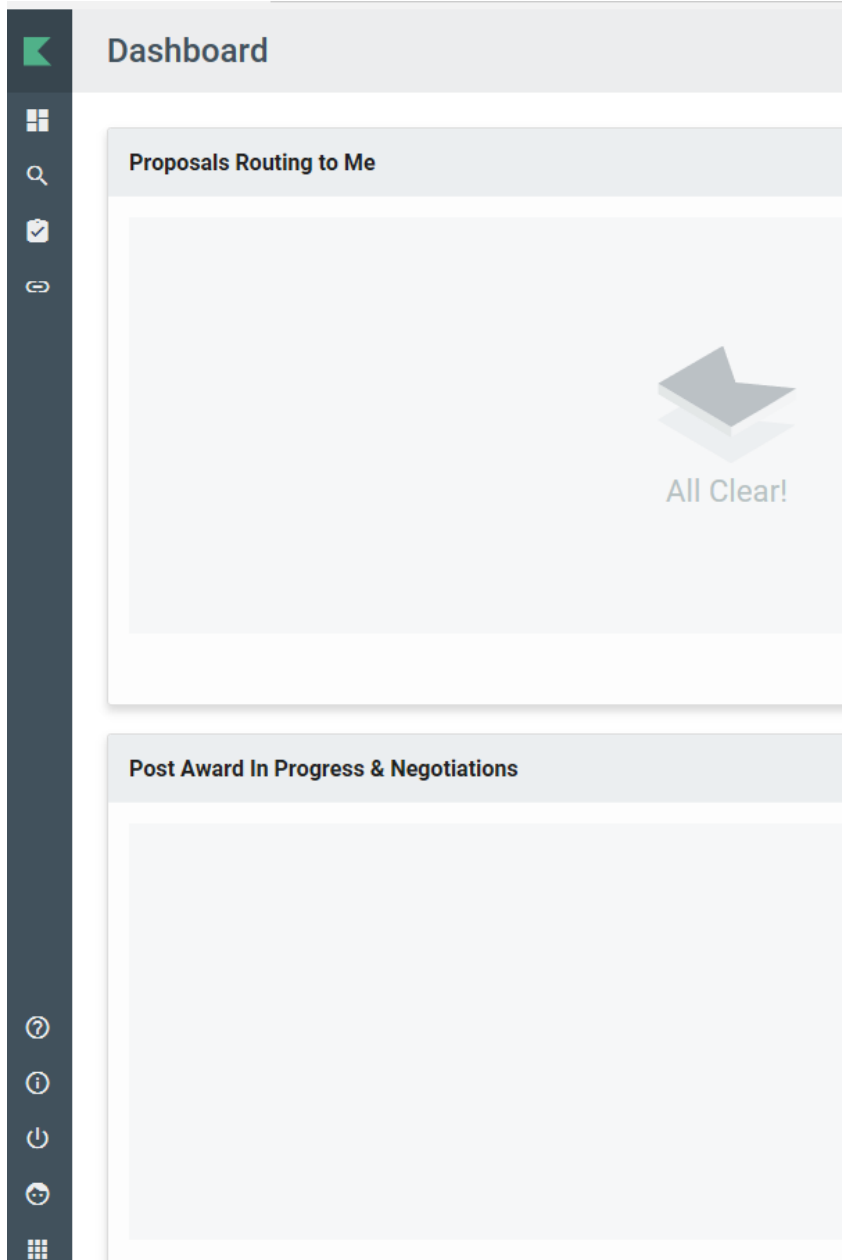 Dashboard
Proposals Routing to Me
All Clear!
Post Award In Progress & Negotiations